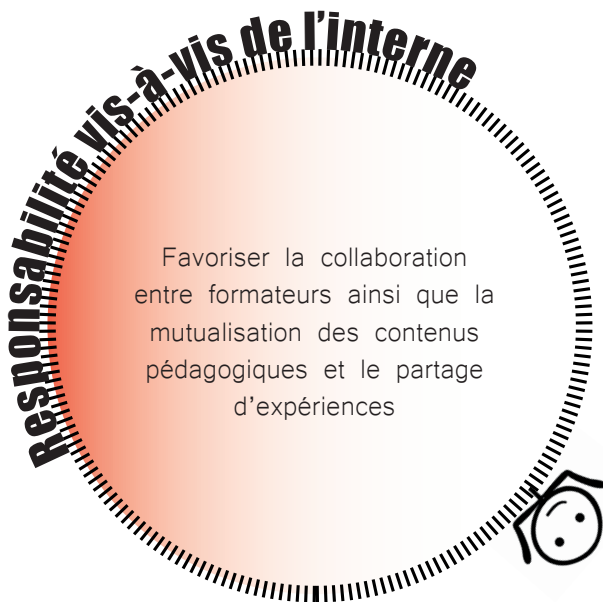 Responsabilité vis-à-vis de l'interne
Favoriser la collaboration
entre formateurs ainsi que la
mutualisation des contenus
pédagogiques et le partage
d'expériences